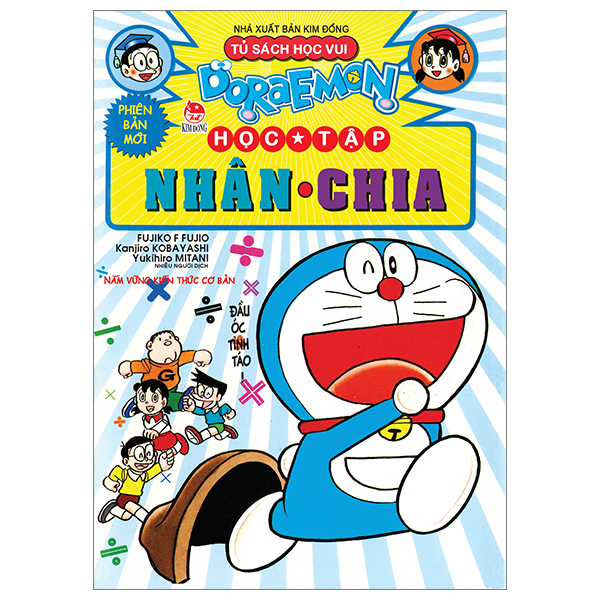 NHÀ XUẤT BẢN KIM ĐỒNG
TỦ SÁCH HỌC VUI
DORAEMON
PHIÊN
BẢN
MỚI
KIM ĐỒNG
HỌC★TẬP
NHÂN • CHIA
FUJIKO F FUJIO
Kanjiro KOBAYASHI
Yukihiro MITANI
NHIỀU NGƯỜI DỊCH
NẮM VỮNG KIẾN THỨC CƠ BẢN
ĐẦU
ÓC
TỈNH
TÁO
G